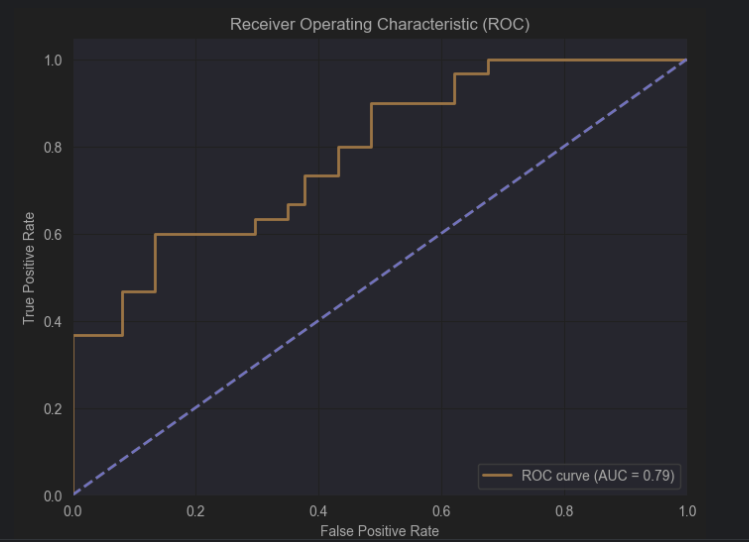 Receiver Operating Characteristic (ROC)
1.0
0.8
0.6
0.4
0.2
0.0
True Positive Rate
ROC curve (AUC = 0.79)
0.0 0.2 0.4 0.6 0.8 1.0
False Positive Rate